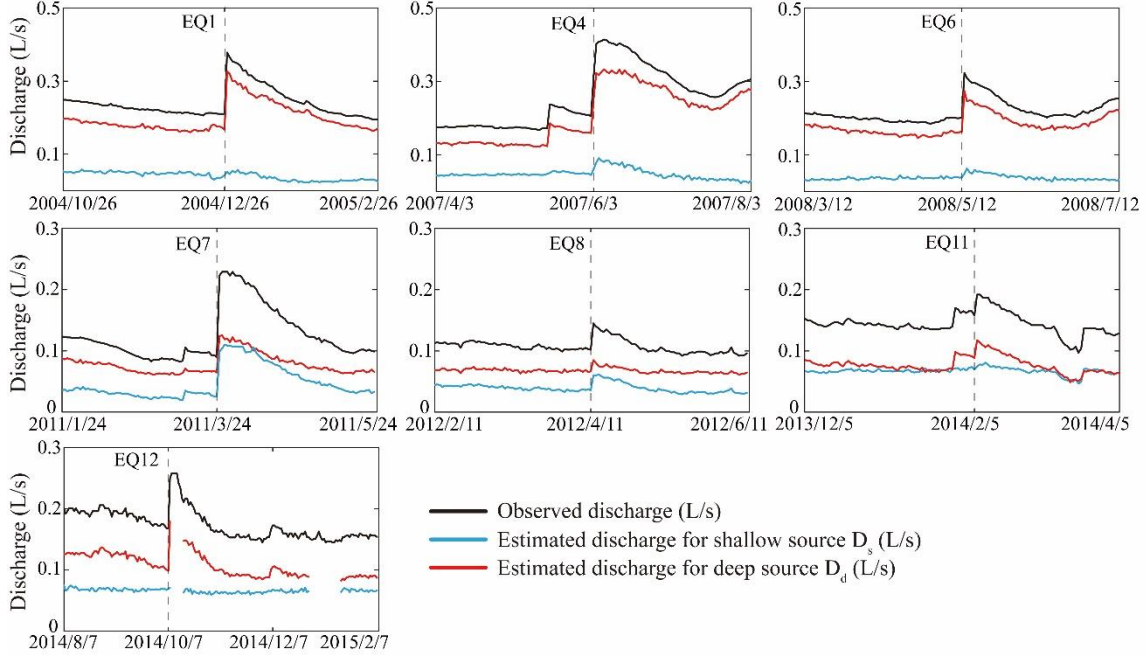 EQ1
EQ4
EQ6
Discharge (L/s)
0.5
0.3
0.1
0.5
0.3
0.1
0.5
0.3
0.1
2004/10/26 2004/12/26 2005/2/26
2007/4/3 2007/6/3 2007/8/3
2008/3/12 2008/5/12 2008/7/12
EQ7
EQ8
EQ11
Discharge (L/s)
0.3
0.2
0.1
0
0.3
0.2
0.1
0
0.3
0.2
0.1
0
2011/1/24 2011/3/24 2011/5/24
2012/2/11 2012/4/11 2012/6/11
2013/12/5 2014/2/5 2014/4/5
EQ12
Discharge (L/s)
0.3
0.2
0.1
0
2014/8/7 2014/10/7 2014/12/7 2015/2/7
Observed discharge (L/s)
Estimated discharge for shallow source D_s (L/s)
Estimated discharge for deep source D_d (L/s)